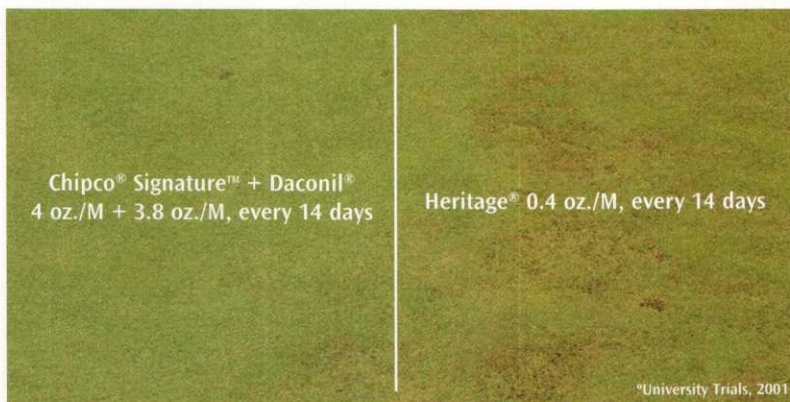 Chipco® Signature™ + Daconil®
4 oz./M + 3.8 oz./M, every 14 days
Heritage® 0.4 oz./M, every 14 days
°University Trials, 2001